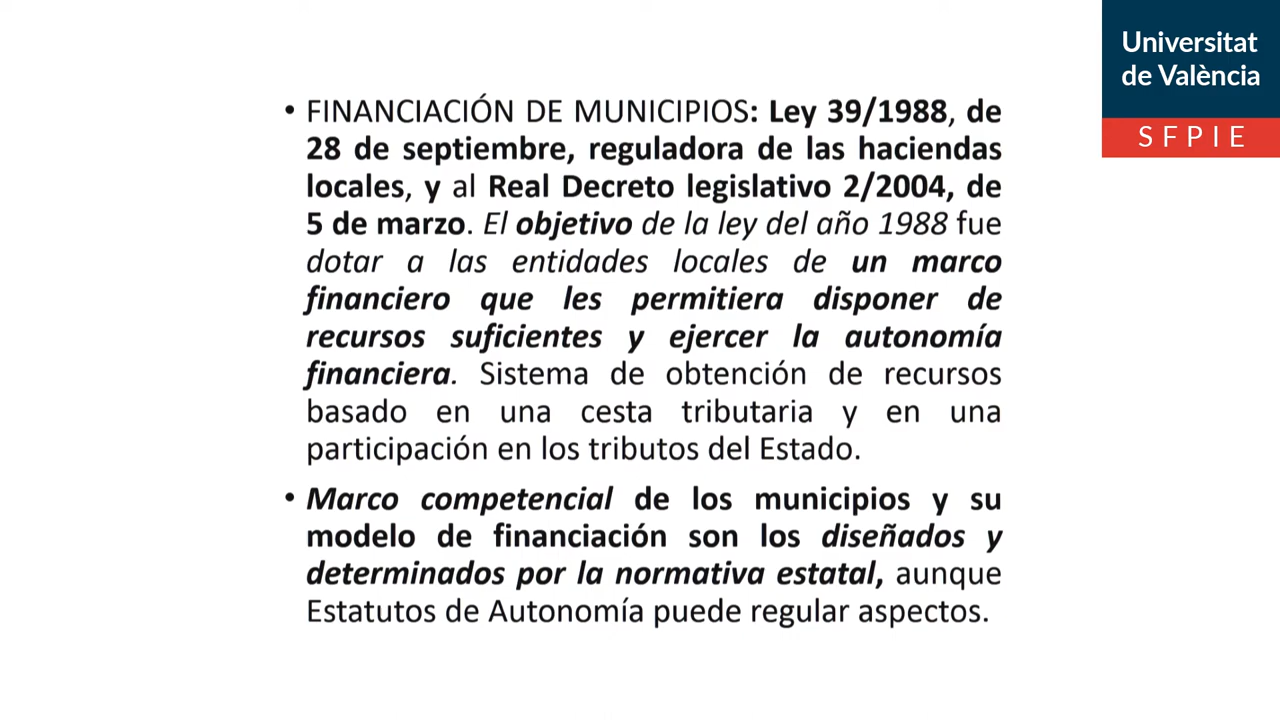 Universitat
de València
SFPIE
• FINANCIACIÓN DE MUNICIPIOS: Ley 39/1988, de
28 de septiembre, reguladora de las haciendas
locales, y al Real Decreto legislativo 2/2004, de
5 de marzo. El objetivo de la ley del año 1988 fue
dotar a las entidades locales de un marco
financiero que les permitiera disponer de
recursos suficientes y ejercer la autonomía
financiera. Sistema de obtención de recursos
basado en una cesta tributaria y en una
participación en los tributos del Estado.
• Marco competencial de los municipios y su
modelo de financiación son los diseñados y
determinados por la normativa estatal, aunque
Estatutos de Autonomía puede regular aspectos.